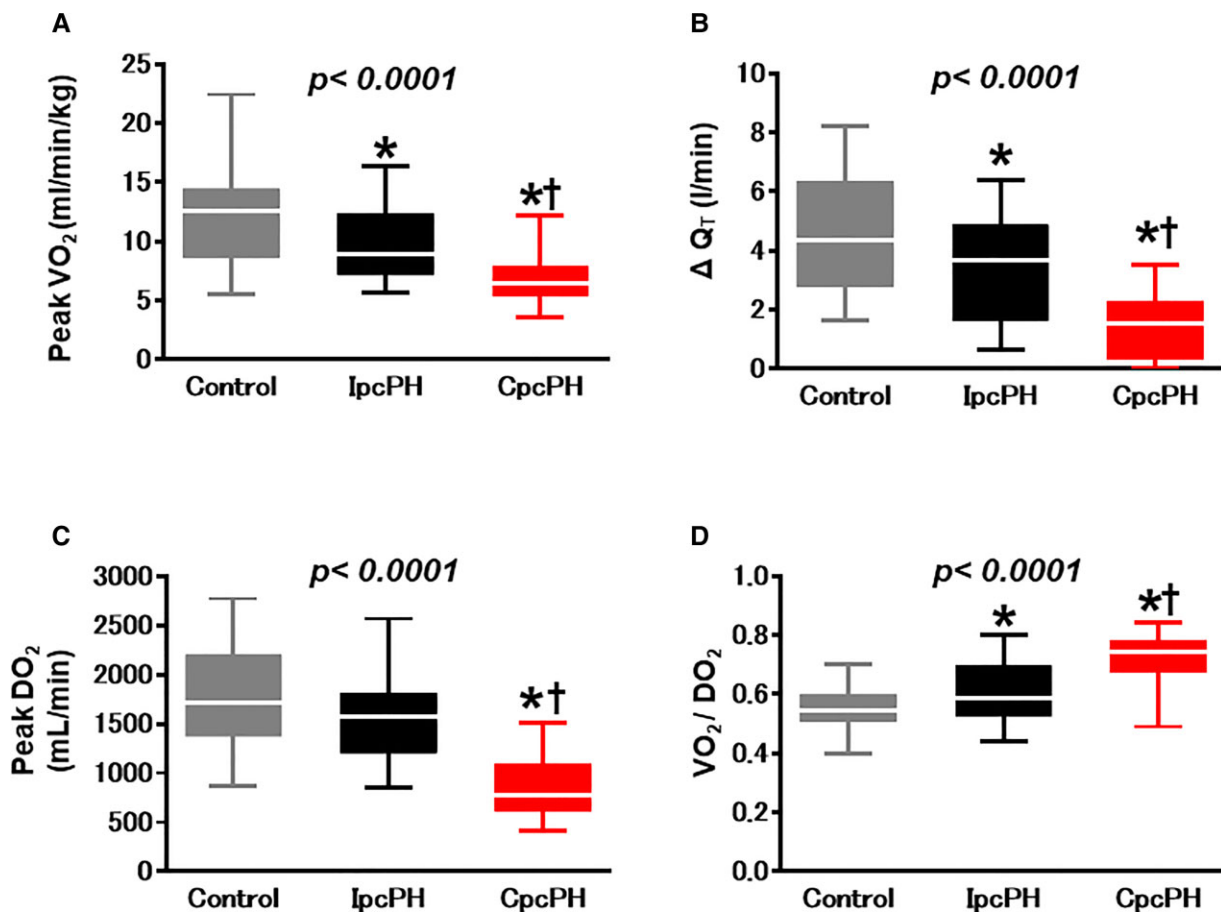 A
Peak VO₂ (ml/min/kg)
25
20
15
10
5
0
p< 0.0001
*
*†
Control
IpcPH
CpcPH
B
Δ Q_T (l/min)
10
8
6
4
2
0
p< 0.0001
*
*†
Control
IpcPH
CpcPH
C
Peak DO₂
(mL/min)
3000
2500
2000
1500
1000
500
0
p< 0.0001
*†
Control
IpcPH
CpcPH
D
VO₂ / DO₂
1.0
0.8
0.6
0.4
0.2
0.0
p< 0.0001
*
*†
Control
IpcPH
CpcPH